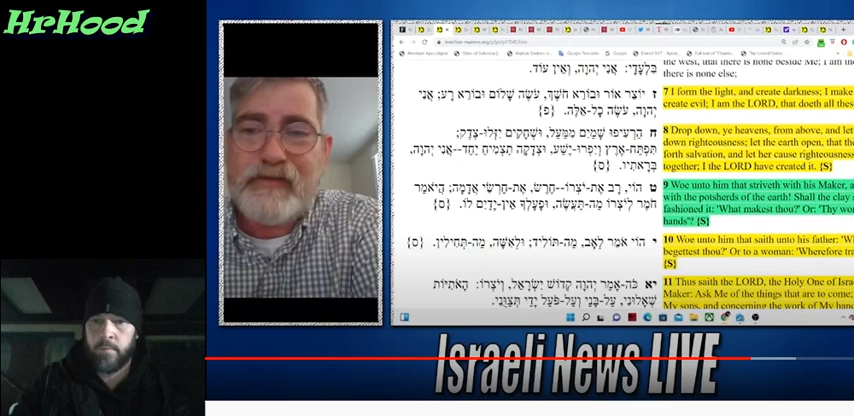 HrHood
the west, that there is none beside Me; I am the
there is none else;
בִּלְעָדָי: אֲנִי יְהוָה, וְאֵין עוֹד.
ז יוֹצֵר אוֹר וּבוֹרֵא חֹשֶׁךְ, עֹשֶׂה שָׁלוֹם וּבוֹרֵא רָע; אֲנִי
יְהוָה, עֹשֶׂה כָל-אֵלֶּה. {פ}
7 I form the light, and create darkness; I make
create evil; I am the LORD, that doeth all thes
ח הַרְעִיפוּ שָׁמַיִם מִמַּעַל, וּשְׁחָקִים יִזְּלוּ-צֶדֶק;
תִּפְתַּח-אֶרֶץ וְיִפְרוּ-יֶשַׁע, וּצְדָקָה תַצְמִיחַ יַחַד--אֲנִי יְהוָה,
בְּרָאתִיו. {ס}
8 Drop down, ye heavens, from above, and let
down righteousness; let the earth open, that the
forth salvation, and let her cause righteousness
together; I the LORD have created it. {S}
ט הוֹי, רָב אֶת-יֹצְרוֹ--חֶרֶשׂ, אֶת-חַרְשֵׂי אֲדָמָה; הֲיֹאמַר
חֹמֶר לְיֹצְרוֹ מַה-תַּעֲשֶׂה, וּפָעָלְךָ אֵין-יָדַיִם לוֹ. {ס}
9 Woe unto him that striveth with his Maker, a
with the potsherds of the earth! Shall the clay s
fashioned it: 'What makest thou?' Or: 'Thy wor
hands'? {S}
י הוֹי אֹמֵר לְאָב, מַה-תּוֹלִיד; וּלְאִשָּׁה, מַה-תְּחִילִין. {ס}
10 Woe unto him that saith unto his father: 'W
begettest thou?' Or to a woman: 'Wherefore tra
{S}
יא כֹּה-אָמַר יְהוָה קְדוֹשׁ יִשְׂרָאֵל, וְיֹצְרוֹ: הָאֹתִיּוֹת
שְׁאָלוּנִי, עַל-בָּנַי וְעַל-פֹּעַל יָדַי תְּצַוֻּנִי.
11 Thus saith the LORD, the Holy One of Israe
Maker: Ask Me of the things that are to come;
My sons, and concerning the work of My hand
Israeli News LIVE